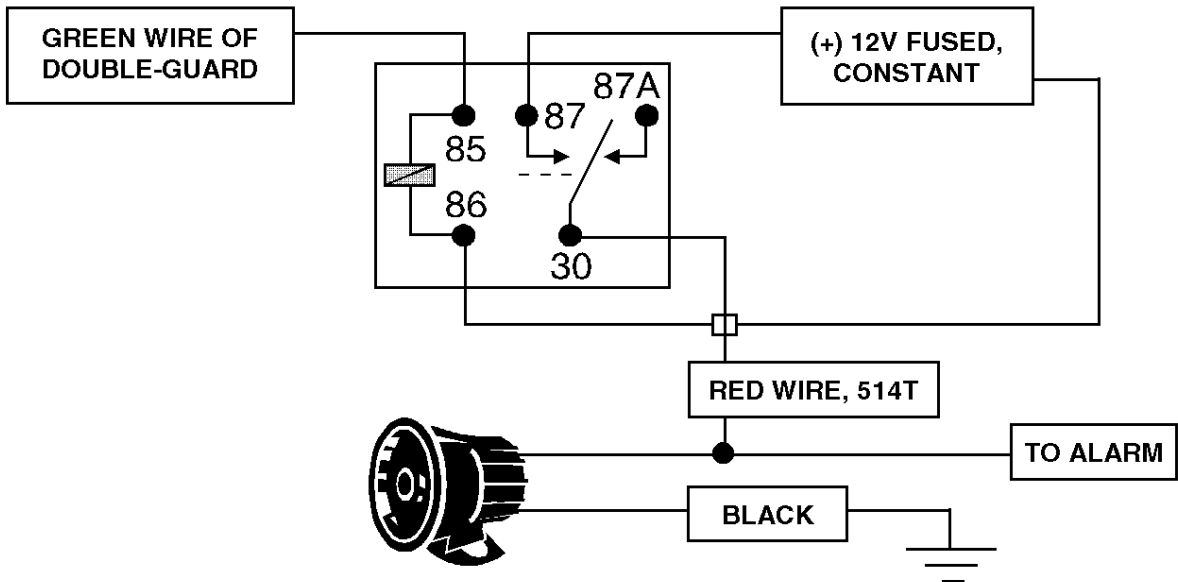 GREEN WIRE OF
DOUBLE-GUARD
(+) 12V FUSED,
CONSTANT
87A
87
85
86
30
RED WIRE, 514T
TO ALARM
BLACK